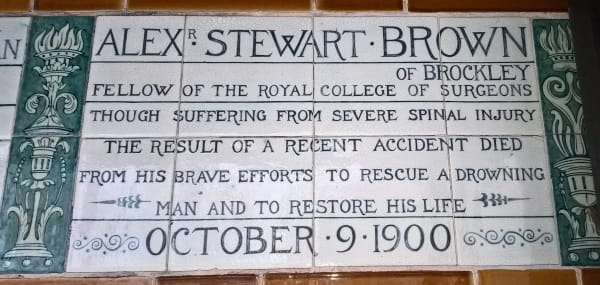 AN
ALEXR. STEWART · BROWN
OF BROCKLEY
FELLOW OF THE ROYAL COLLEGE OF SURGEONS
THOUGH SUFFERING FROM SEVERE SPINAL INJURY
THE RESULT OF A RECENT ACCIDENT DIED
FROM HIS BRAVE EFFORTS TO RESCUE A DROWNING
MAN AND TO RESTORE HIS LIFE
OCTOBER · 9 · 1900